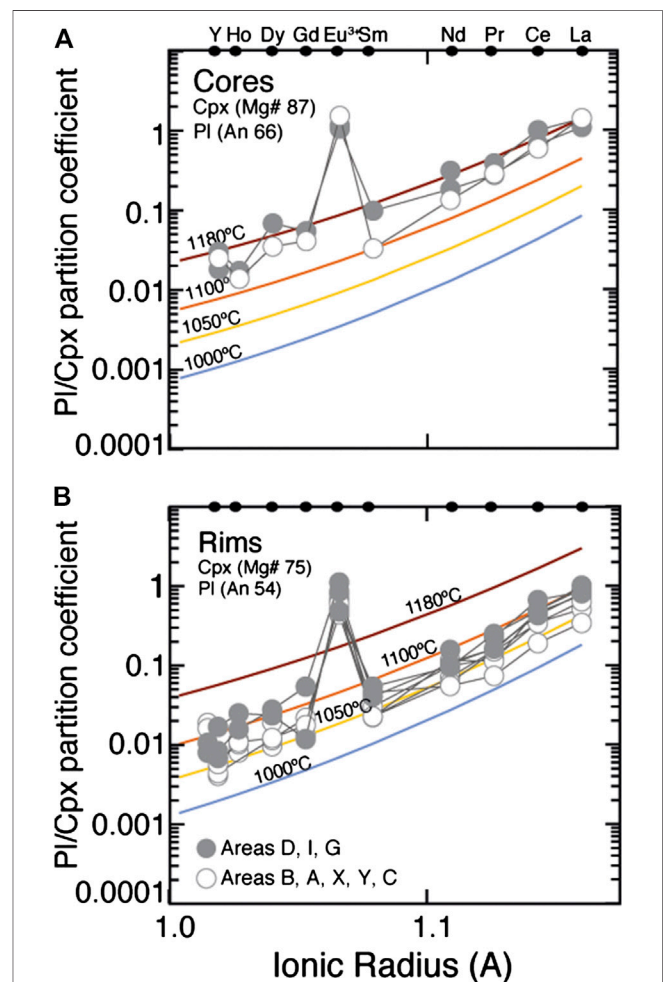 A
Y Ho Dy Gd Eu³⁺Sm Nd Pr Ce La
Cores
Cpx (Mg# 87)
Pl (An 66)
Pl/Cpx partition coefficient
1
0.1
0.01
0.001
0.0001
1180ºC
1100º
1050ºC
1000ºC
B
Rims
Cpx (Mg# 75)
Pl (An 54)
Pl/Cpx partition coefficient
1
0.1
0.01
0.001
0.0001
1180ºC
1100ºC
1050ºC
1000ºC
Areas D, I, G
Areas B, A, X, Y, C
1.0 1.1
Ionic Radius (A)